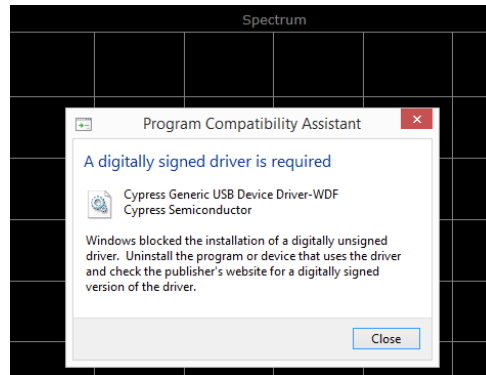 Spectrum
Program Compatibility Assistant
A digitally signed driver is required
Cypress Generic USB Device Driver-WDF
Cypress Semiconductor
Windows blocked the installation of a digitally unsigned
driver. Uninstall the program or device that uses the driver
and check the publisher's website for a digitally signed
version of the driver.
Close